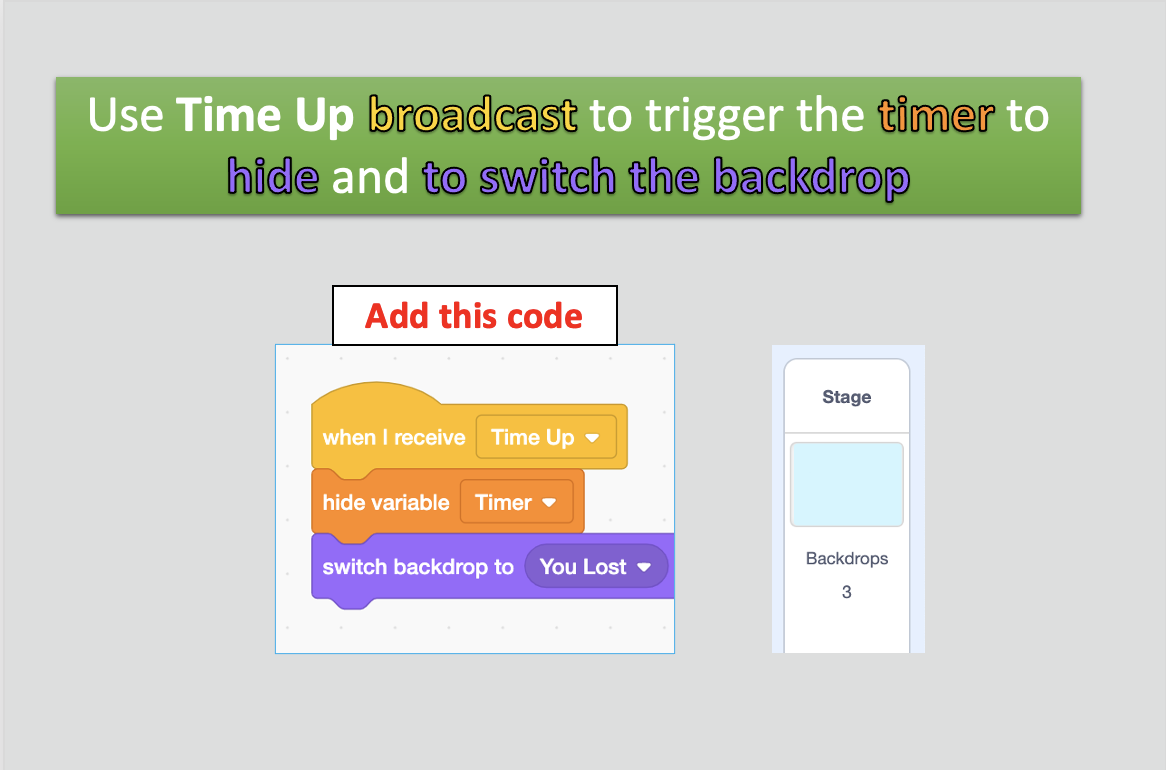 Use Time Up broadcast to trigger the timer to
hide and to switch the backdrop
Add this code
when I receive Time Up
hide variable Timer
switch backdrop to You Lost
Stage
Backdrops
3